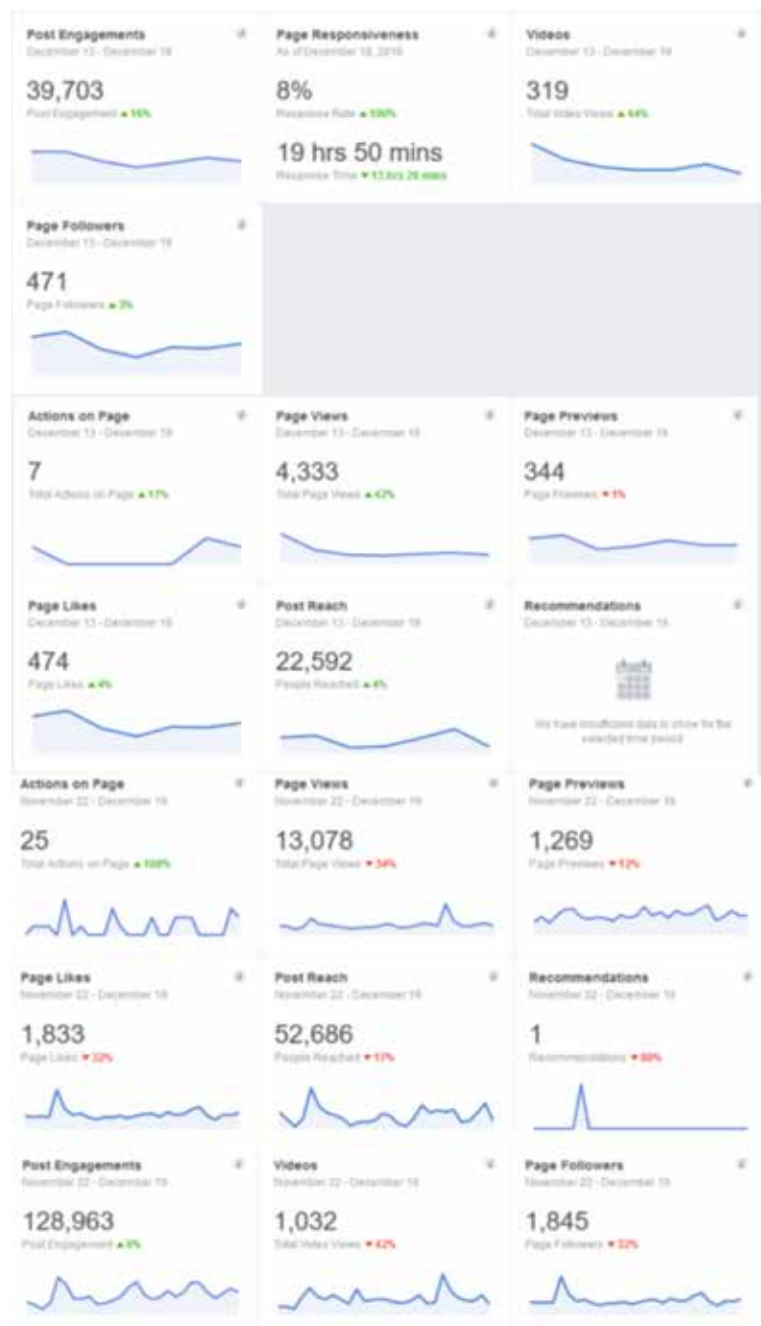 Post Engagements
December 13 - December 19
39,703
Post Engagement ▲ 16%
Page Responsiveness
As of December 19, 2018
8%
Response Rate ▲ 100%
19 hrs 50 mins
Response Time ▼ 13 hrs 26 mins
Videos
December 13 - December 19
319
Total Video Views ▲ 64%
Page Followers
December 13 - December 19
471
Page Followers ▲ 3%
Actions on Page
December 13 - December 19
7
Total Actions on Page ▲ 17%
Page Views
December 13 - December 19
4,333
Total Page Views ▲ 42%
Page Previews
December 13 - December 19
344
Page Previews ▼ 1%
Page Likes
December 13 - December 19
474
Page Likes ▲ 4%
Post Reach
December 13 - December 19
22,592
People Reached ▲ 4%
Recommendations
December 13 - December 19
We have insufficient data to show for the
selected time period
Actions on Page
November 22 - December 19
25
Total Actions on Page ▲ 108%
Page Views
November 22 - December 19
13,078
Total Page Views ▼ 34%
Page Previews
November 22 - December 19
1,269
Page Previews ▼ 12%
Page Likes
November 22 - December 19
1,833
Page Likes ▼ 32%
Post Reach
November 22 - December 19
52,686
People Reached ▼ 17%
Recommendations
November 22 - December 19
1
Recommendations ▼ 80%
Post Engagements
November 22 - December 19
128,963
Post Engagement ▲
Videos
November 22 - December 19
1,032
Total Video Views ▼ 42%
Page Followers
November 22 - December 19
1,845
Page Followers ▼ 32%